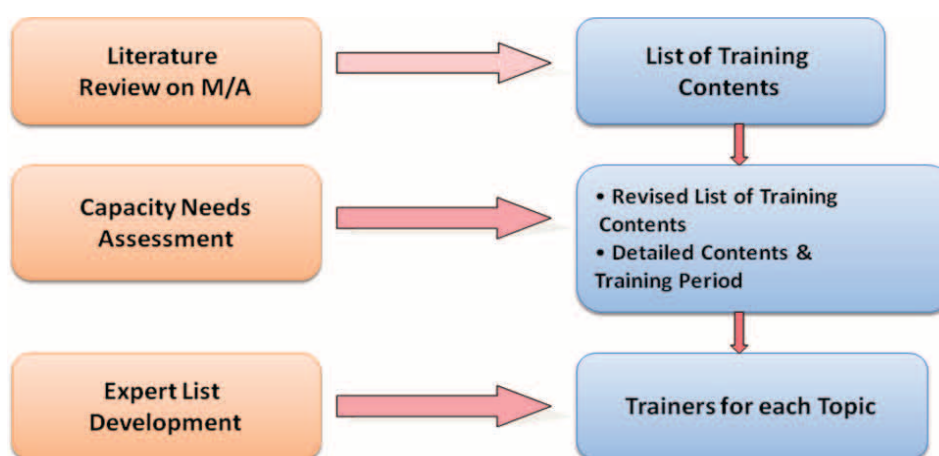 Literature
Review on M/A
List of Training
Contents
Capacity Needs
Assessment
• Revised List of Training
Contents
• Detailed Contents &
Training Period
Expert List
Development
Trainers for each Topic